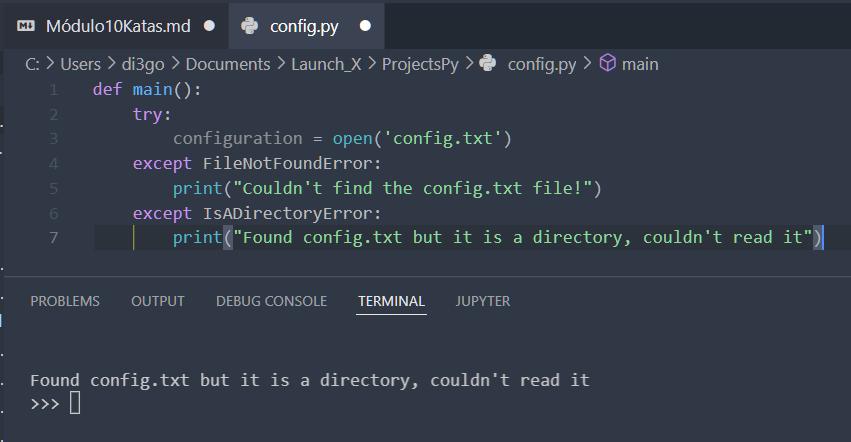 Módulo10Katas.md config.py
C: > Users > di3go > Documents > Launch_X > ProjectsPy > config.py > main
1 def main():
2 try:
3 configuration = open('config.txt')
4 except FileNotFoundError:
5 print("Couldn't find the config.txt file!")
6 except IsADirectoryError:
7 print("Found config.txt but it is a directory, couldn't read it")
PROBLEMS OUTPUT DEBUG CONSOLE TERMINAL JUPYTER
Found config.txt but it is a directory, couldn't read it
>>>